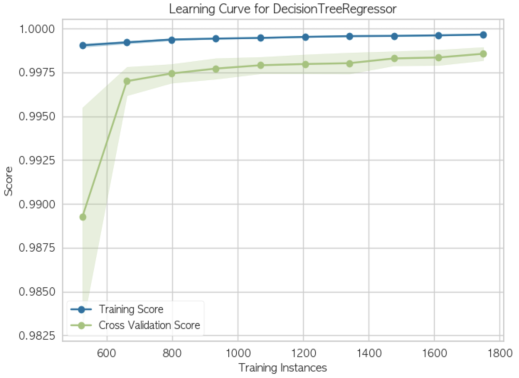 Learning Curve for DecisionTreeRegressor
1.0000
0.9975
0.9950
0.9925
0.9900
0.9875
0.9850
0.9825
Score
Training Score
Cross Validation Score
600 800 1000 1200 1400 1600 1800
Training Instances